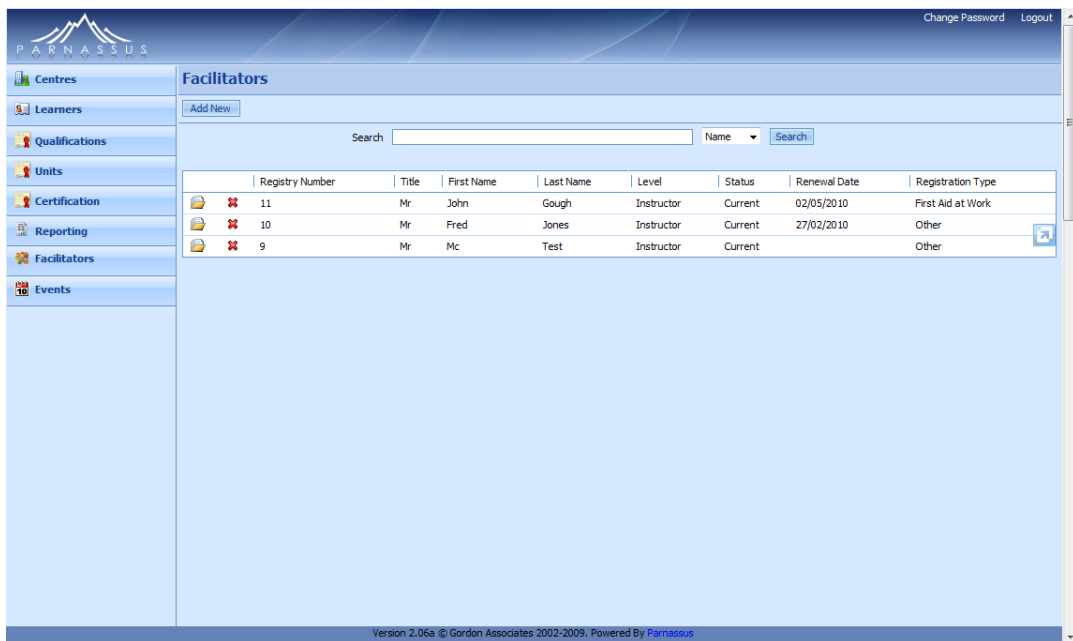 Change Password Logout
PARNASSUS
Centres
Learners
Qualifications
Units
Certification
Reporting
Facilitators
10 Events
Facilitators
Add New
Search Name Search
Registry Number Title First Name Last Name Level Status Renewal Date Registration Type
11 Mr John Gough Instructor Current 02/05/2010 First Aid at Work
10 Mr Fred Jones Instructor Current 27/02/2010 Other
9 Mr Mc Test Instructor Current Other
Version 2.06a © Gordon Associates 2002-2009. Powered By Parnassus